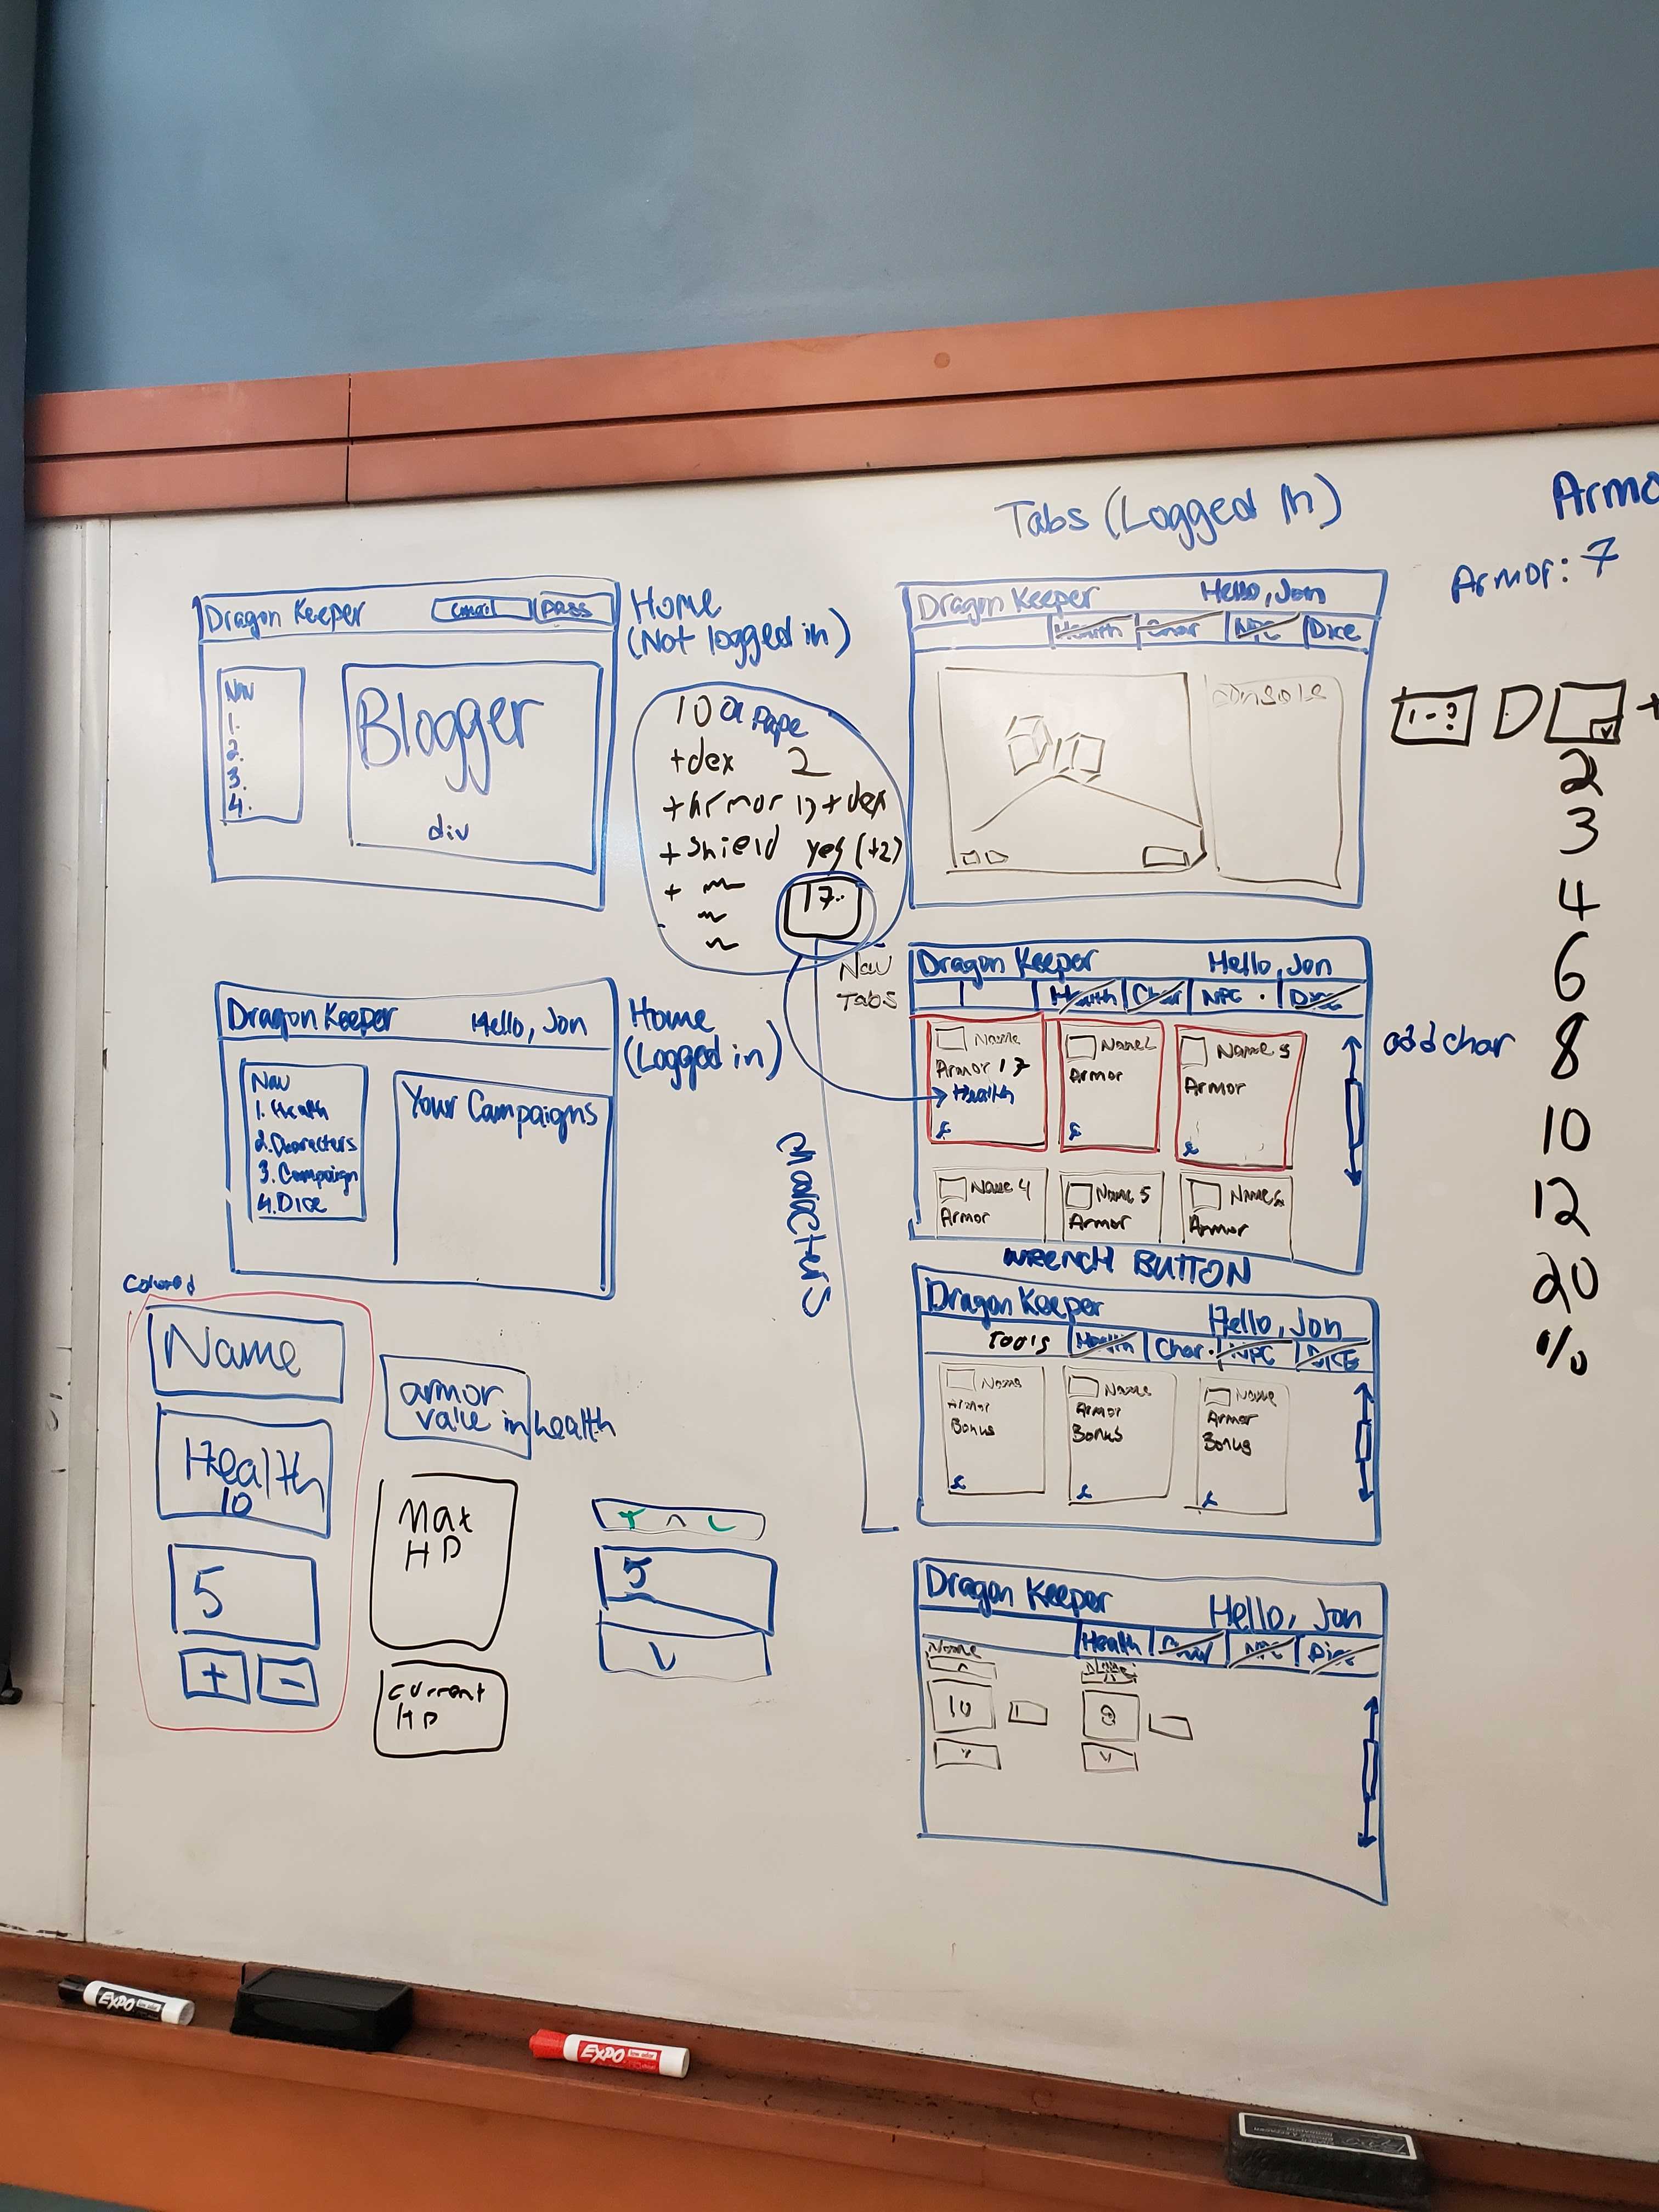 Tabs (Logged In)
Armo
Armor: 7
Dragon Keeper
email
pass
Home
(Not logged in)
Nav
1.
2.
3.
4.
Blogger
div
10 a Pape
+dex 2
+Armor 13+dex
+shield yes (+2)
+
17
Dragon Keeper
Hello, Jon
Health
Char
NPC
Dice
console
1-?
D
+
2
3
4
6
8
10
12
20
%
Dragon Keeper
Hello, Jon
Home
(Logged in)
Nav
1. Health
2. Characters
3. Campaign
4. Dice
Your Campaigns
Nav
Tabs
characters
Dragon Keeper
Hello, Jon
Health
Char
NPC
Dice
Name
Armor 17
Health
Name2
Armor
Name 3
Armor
Name 4
Armor
Name 5
Armor
Name6
Armor
add char
WRENCH BUTTON
Dragon Keeper
Hello, Jon
Tools
Health
Char
NPC
DICE
Name
Armor
Bonus
Name
Armor
Bonus
Name
Armor
Bonus
Colored
Name
Health
10
5
+
-
armor
value in health
Max
HP
current
HP
5
Dragon Keeper
Hello, Jon
Health
Char
NPC
Dice
Name
10
8
EXPO
EXPO